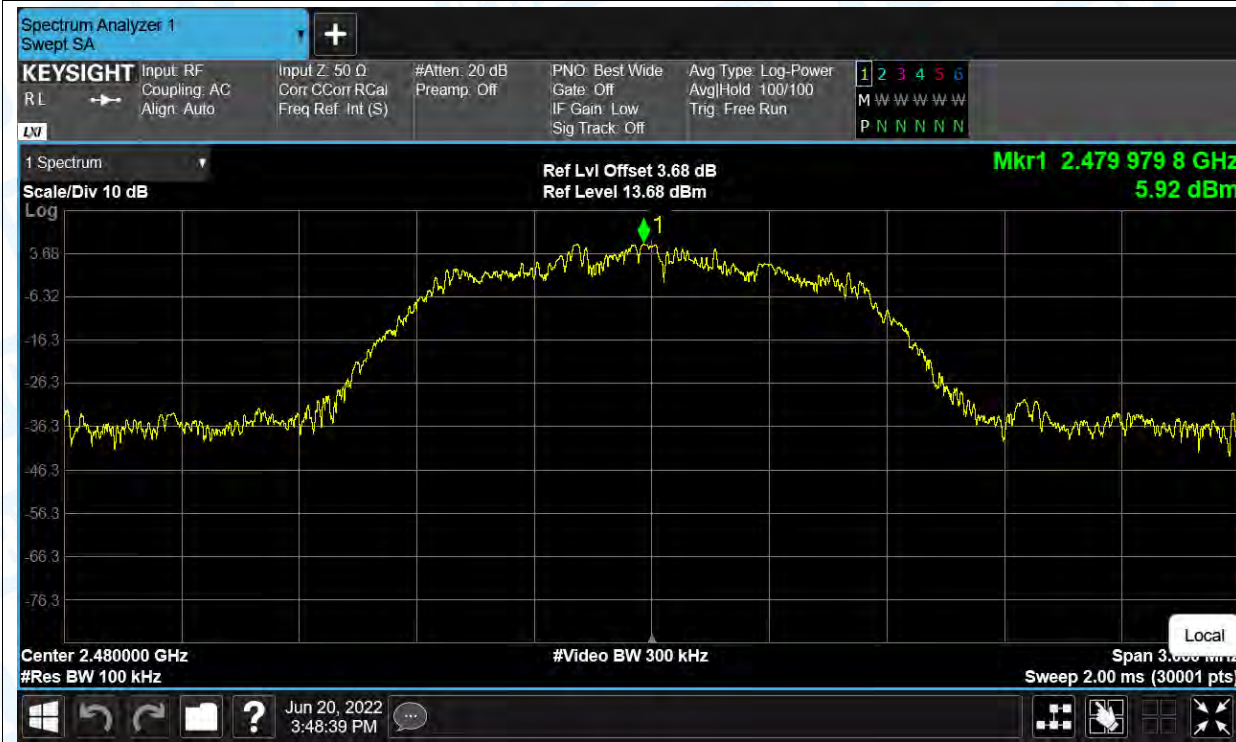 Spectrum Analyzer 1
Swept SA
+
KEYSIGHT
R L
LXI
Input: RF
Coupling: AC
Align: Auto
Input Z: 50 Ω
Corr CCorr RCal
Freq Ref: Int (S)
#Atten: 20 dB
Preamp: Off
PNO: Best Wide
Gate: Off
IF Gain: Low
Sig Track: Off
Avg Type: Log-Power
Avg|Hold: 100/100
Trig: Free Run
1 2 3 4 5 6
M W W W W W
P N N N N N
1 Spectrum
Scale/Div 10 dB
Log
Ref Lvl Offset 3.68 dB
Ref Level 13.68 dBm
Mkr1 2.479 979 8 GHz
5.92 dBm
1
3.68
-6.32
-16.3
-26.3
-36.3
-46.3
-56.3
-66.3
-76.3
Local
Center 2.480000 GHz
#Video BW 300 kHz
Span 3.000 MHz
#Res BW 100 kHz
Sweep 2.00 ms (30001 pts)
?
Jun 20, 2022
3:48:39 PM